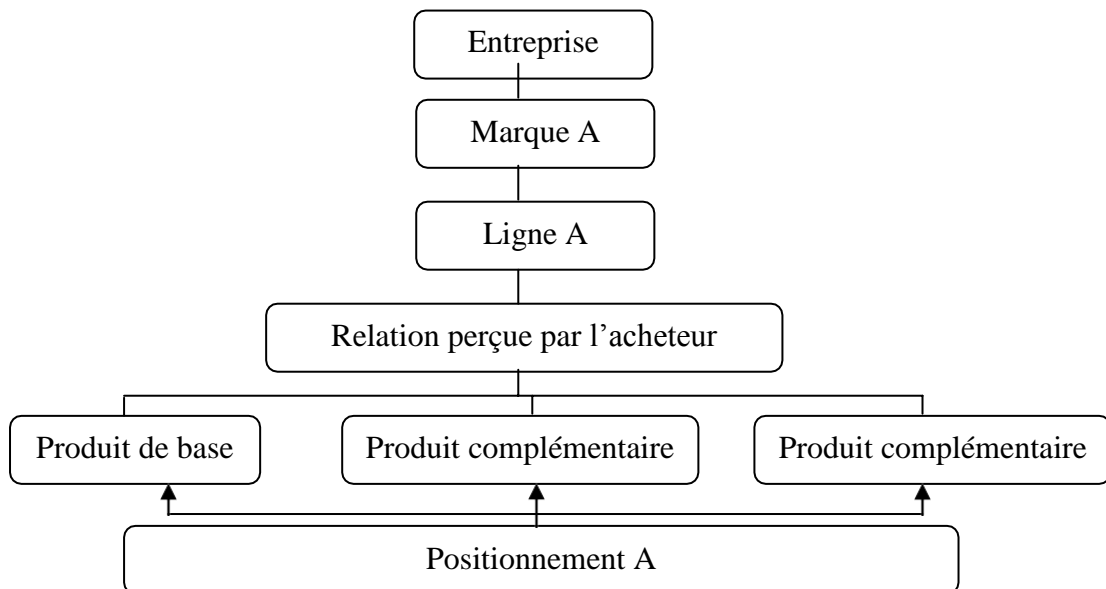 Entreprise
Marque A
Ligne A
Relation perçue par l’acheteur
Produit de base
Produit complémentaire
Produit complémentaire
Positionnement A